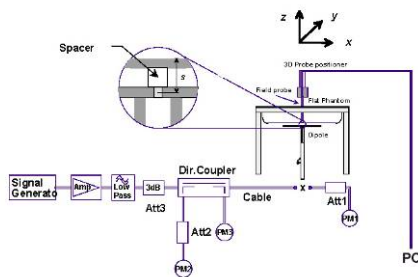 z
y
x
Spacer
s
3D Probe positioner
Field probe
Flat Phantom
Dipole
Signal
Generato
Amp
Low
Pass
3dB
Att3
Dir.Coupler
Cable
x
Att1
PM1
Att2
PM3
PM2
PC